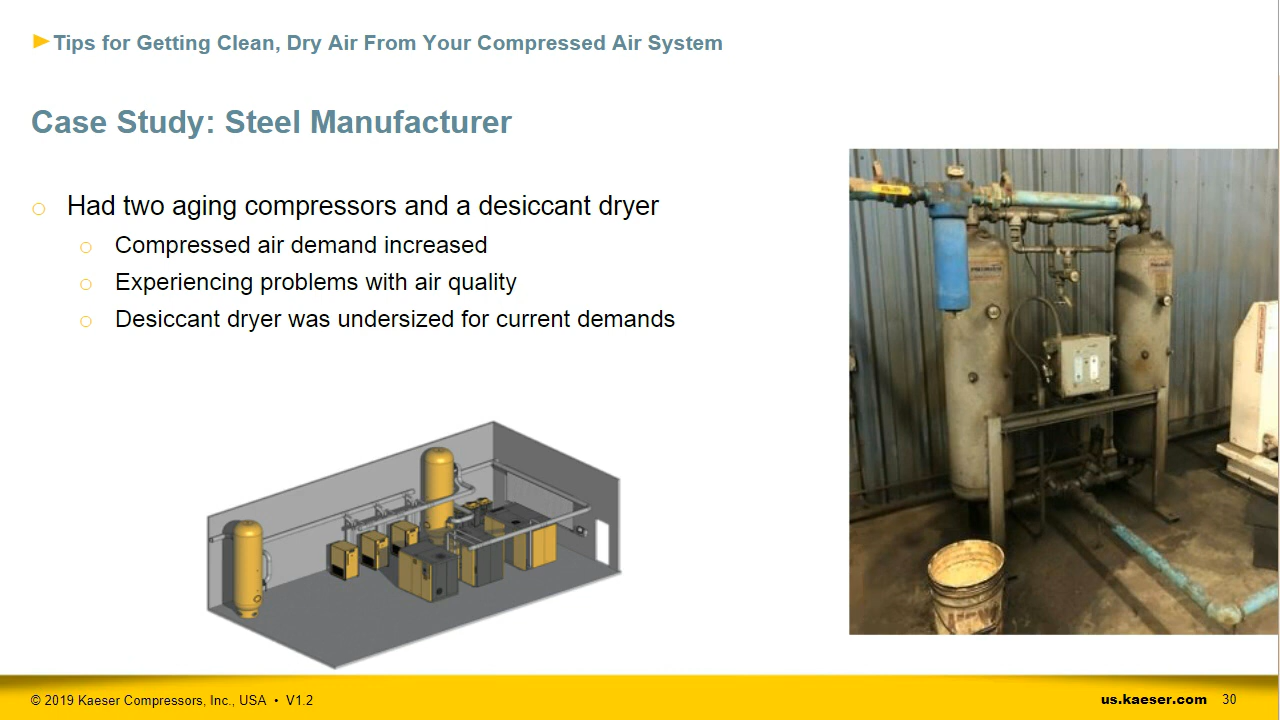 Tips for Getting Clean, Dry Air From Your Compressed Air System
Case Study: Steel Manufacturer
Had two aging compressors and a desiccant dryer
Compressed air demand increased
Experiencing problems with air quality
Desiccant dryer was undersized for current demands
© 2019 Kaeser Compressors, Inc., USA • V1.2
us.kaeser.com 30